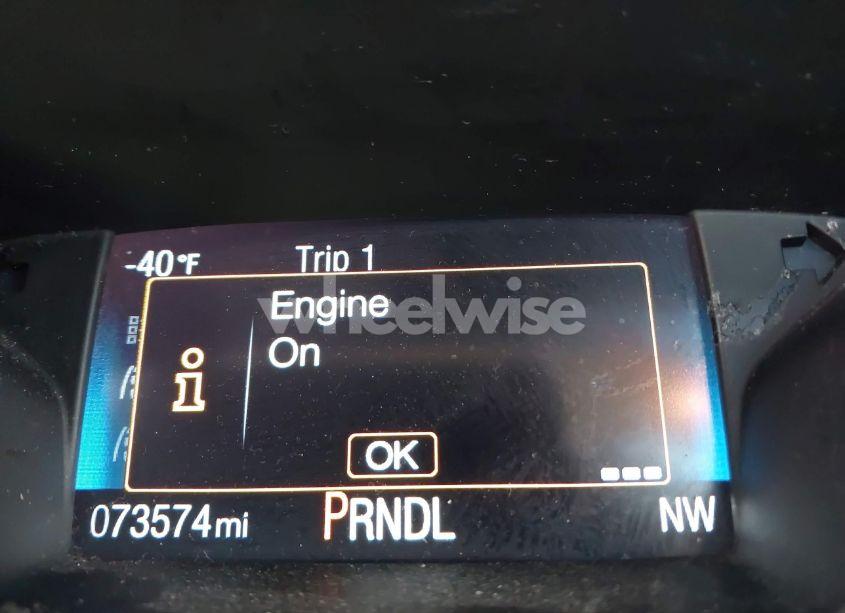 -40°F Trip 1
wheelwise
Engine
On
i
OK
073574mi PRNDL NW